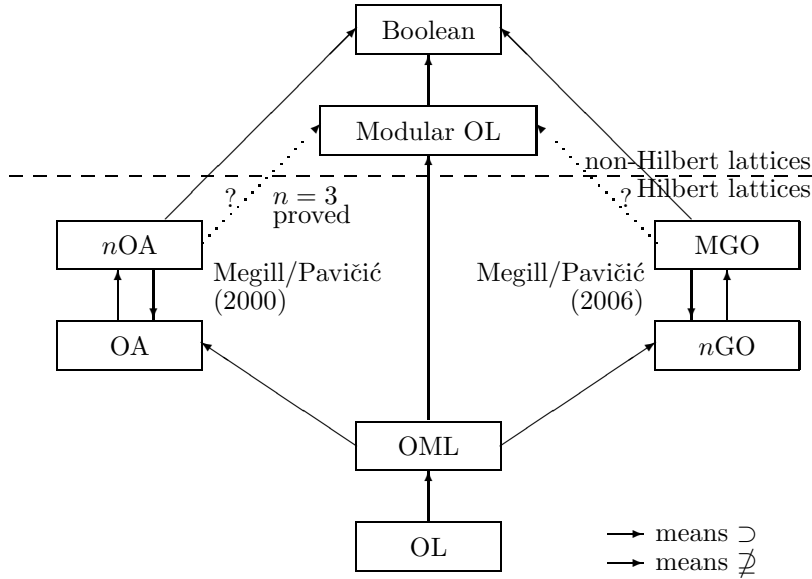 Boolean
Modular OL
non-Hilbert lattices
Hilbert lattices
? n = 3
proved
?
nOA
MGO
Megill/Pavičić
(2000)
Megill/Pavičić
(2006)
OA
nGO
OML
OL
means ⊃
means ⊉